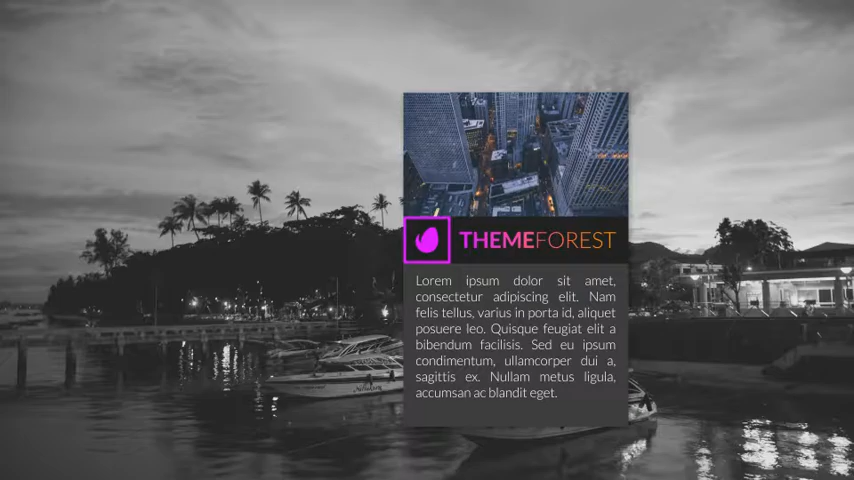 THEMEFOREST
Lorem ipsum dolor sit amet,
consectetur adipiscing elit. Nam
felis tellus, varius in porta id, aliquet
posuere leo. Quisque feugiat elit a
bibendum facilisis. Sed eu ipsum
condimentum, ullamcorper dui a,
sagittis ex. Nullam metus ligula,
accumsan ac blandit eget.